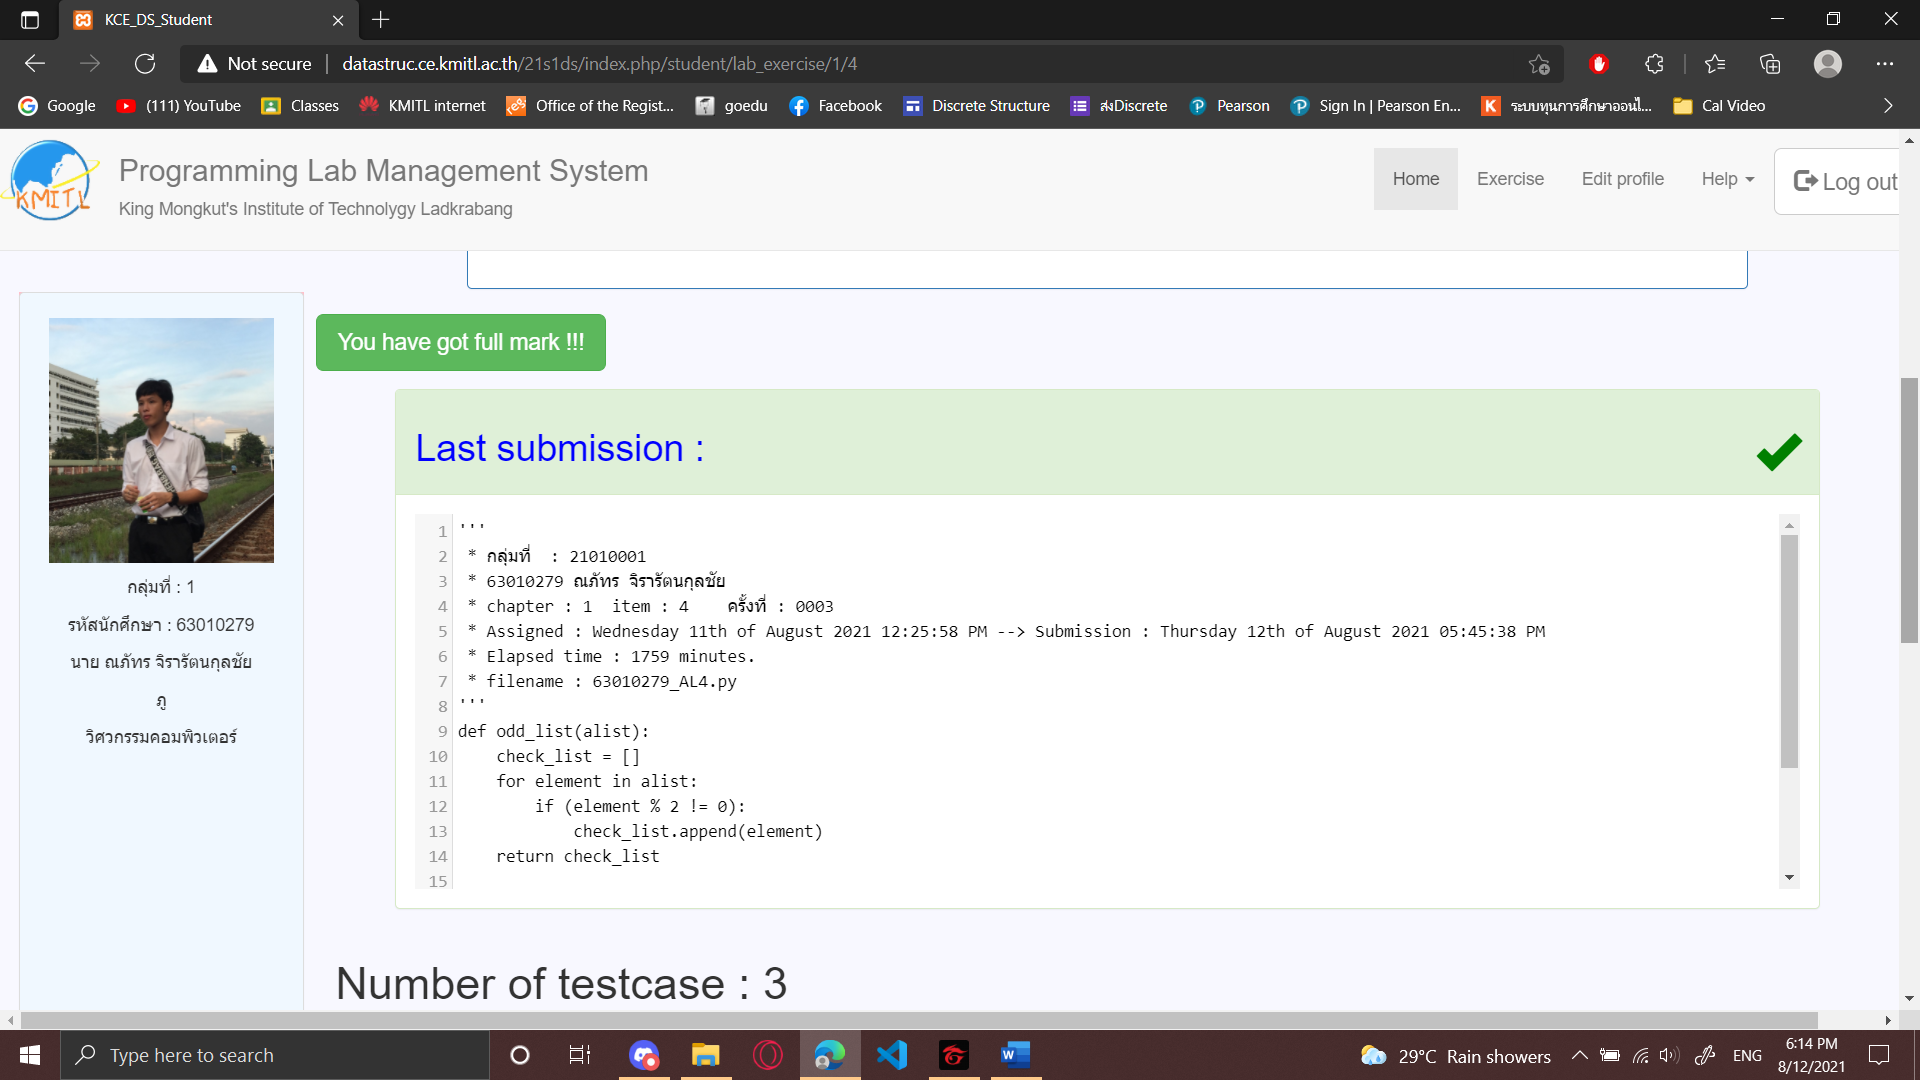 KCE_DS_Student
Not secure
datastruc.ce.kmitl.ac.th/21s1ds/index.php/student/lab_exercise/1/4
Google
(111) YouTube
Classes
KMITL internet
Office of the Regist...
goedu
Facebook
Discrete Structure
ส่งDiscrete
Pearson
Sign In | Pearson En...
ระบบทุนการศึกษาออนไ...
Cal Video
KMITL
Programming Lab Management System
King Mongkut's Institute of Technolygy Ladkrabang
Home
Exercise
Edit profile
Help
Log out
กลุ่มที่ : 1
รหัสนักศึกษา : 63010279
นาย ณภัทร จิรารัตนกุลชัย
ภู
วิศวกรรมคอมพิวเตอร์
You have got full mark !!!
Last submission :
1 '''
2 * กลุ่มที่ : 21010001
3 * 63010279 ณภัทร จิรารัตนกุลชัย
4 * chapter : 1 item : 4 ครั้งที่ : 0003
5 * Assigned : Wednesday 11th of August 2021 12:25:58 PM --> Submission : Thursday 12th of August 2021 05:45:38 PM
6 * Elapsed time : 1759 minutes.
7 * filename : 63010279_AL4.py
8 '''
9 def odd_list(alist):
10 check_list = []
11 for element in alist:
12 if (element % 2 != 0):
13 check_list.append(element)
14 return check_list
15
Number of testcase : 3
Type here to search
29°C Rain showers
ENG
6:14 PM
8/12/2021